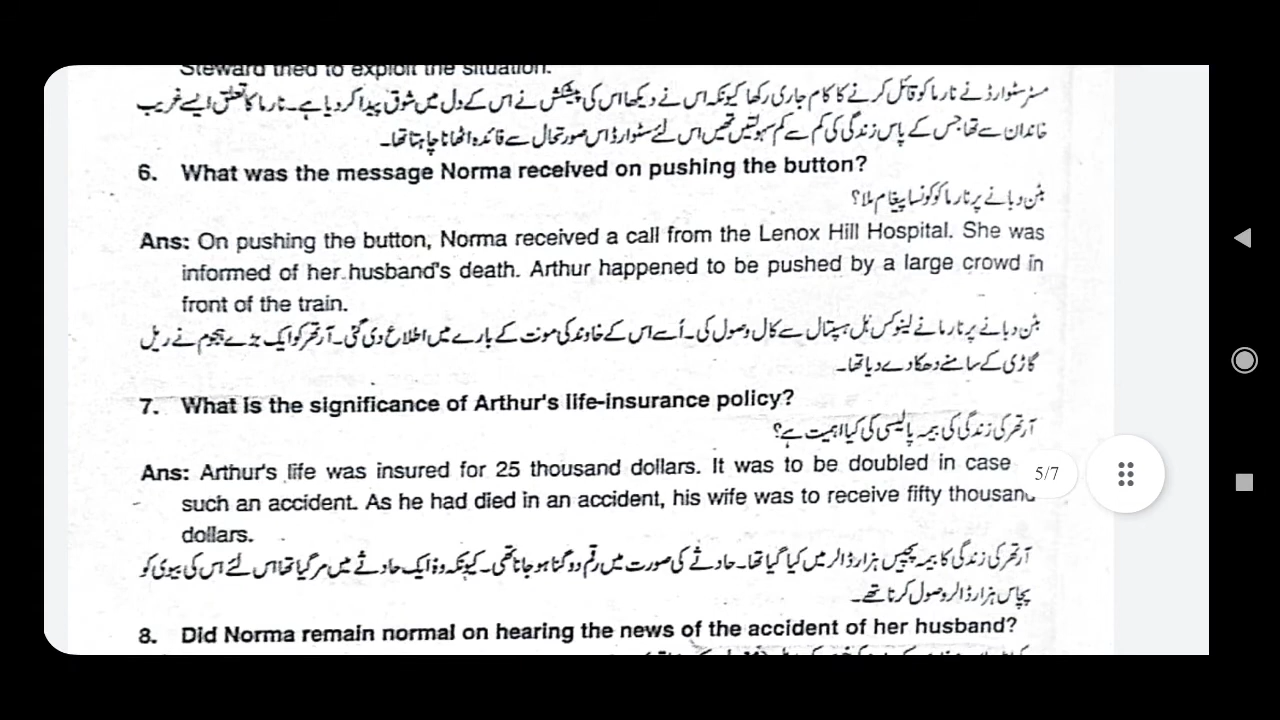 Steward tried to exploit the situation.
مسٹر سٹوارڈ نے نارما کو قائل کرنے کا کام جاری رکھا کیونکہ اس نے دیکھا اس کی پیشکش نے اس کے دل میں شوق پیدا کر دیا ہے۔ نارما کا تعلق ایسے غریب
خاندان سے تھا جس کے پاس زندگی کی کم سے کم سہولتیں تھیں اس لئے سٹوارڈ اس صورتحال سے فائدہ اٹھانا چاہتا تھا۔
6. What was the message Norma received on pushing the button?
بٹن دبانے پر نارما کو کونسا پیغام ملا؟
Ans: On pushing the button, Norma received a call from the Lenox Hill Hospital. She was
informed of her husband's death. Arthur happened to be pushed by a large crowd in
front of the train.
بٹن دبانے پر نارما نے لینوکس ہل ہسپتال سے کال وصول کی۔ اُسے اس کے خاوند کی موت کے بارے میں اطلاع دی گئی۔ آرتھر کو ایک بڑے ہجوم نے ریل
گاڑی کے سامنے دھکا دے دیا تھا۔
7. What is the significance of Arthur's life-insurance policy?
آرتھر کی زندگی کی بیمہ پالیسی کی کیا اہمیت ہے؟
Ans: Arthur's life was insured for 25 thousand dollars. It was to be doubled in case
such an accident. As he had died in an accident, his wife was to receive fifty thousand
dollars.
5/7
آرتھر کی زندگی کا بیمہ پچیس ہزار ڈالر میں کیا گیا تھا۔ حادثے کی صورت میں رقم دوگنا ہو جانا تھی۔ کیونکہ وہ ایک حادثے میں مر گیا تھا اس لئے اس کی بیوی کو
پچاس ہزار ڈالر وصول کرنا تھے۔
8. Did Norma remain normal on hearing the news of the accident of her husband?